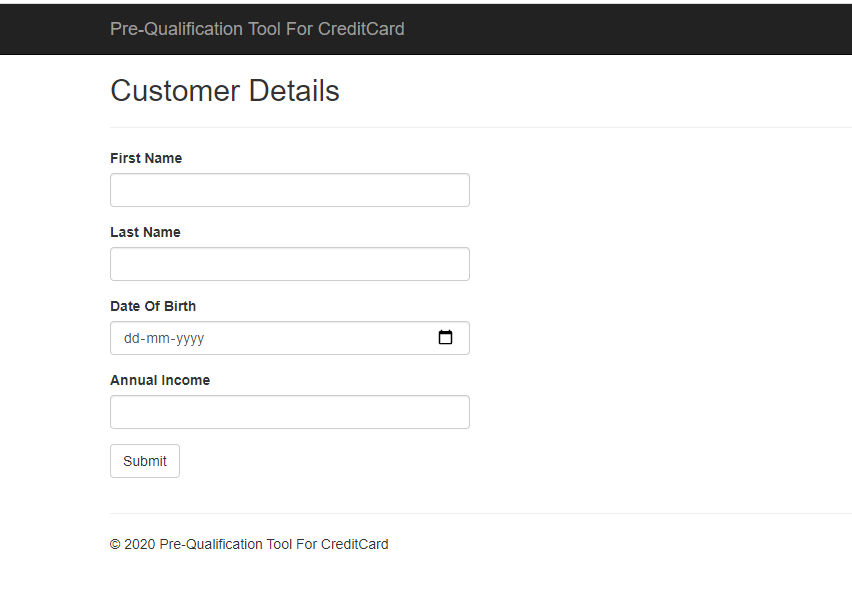 Pre-Qualification Tool For CreditCard
Customer Details
First Name
Last Name
Date Of Birth
dd-mm-yyyy
Annual Income
Submit
© 2020 Pre-Qualification Tool For CreditCard